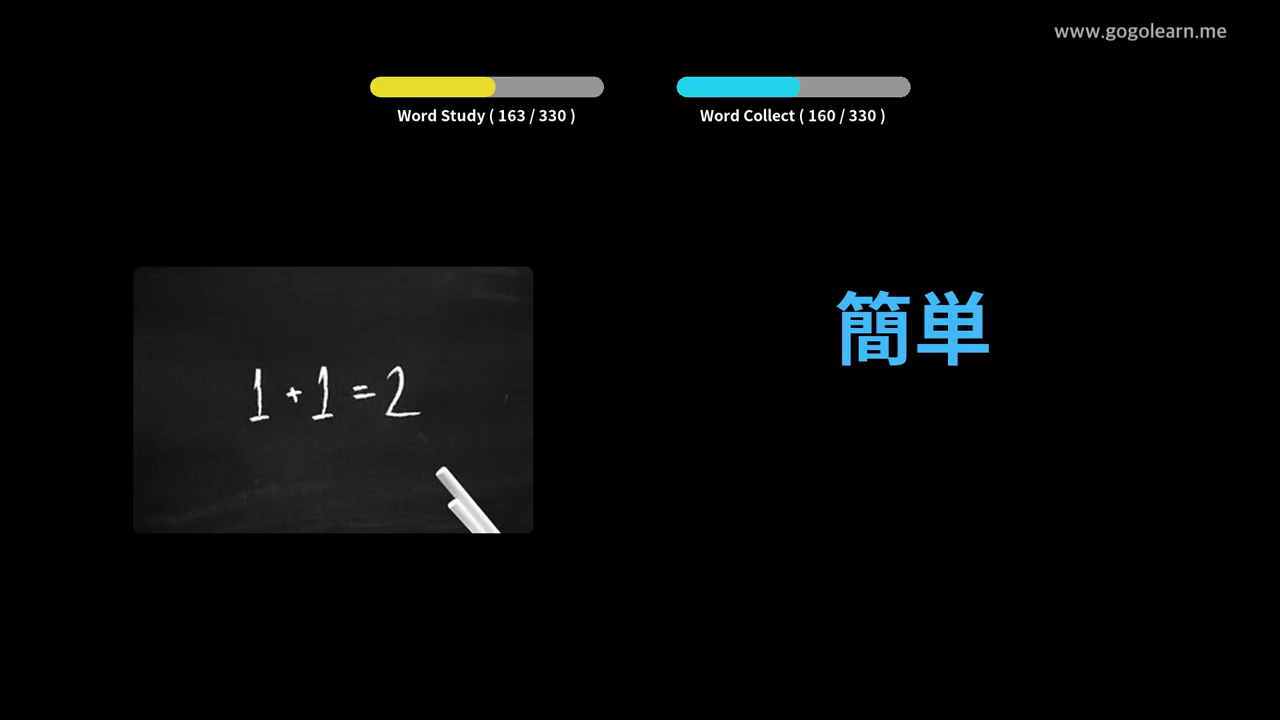 www.gogolearn.me
Word Study ( 163 / 330 )
Word Collect ( 160 / 330 )
1 + 1 = 2
簡単